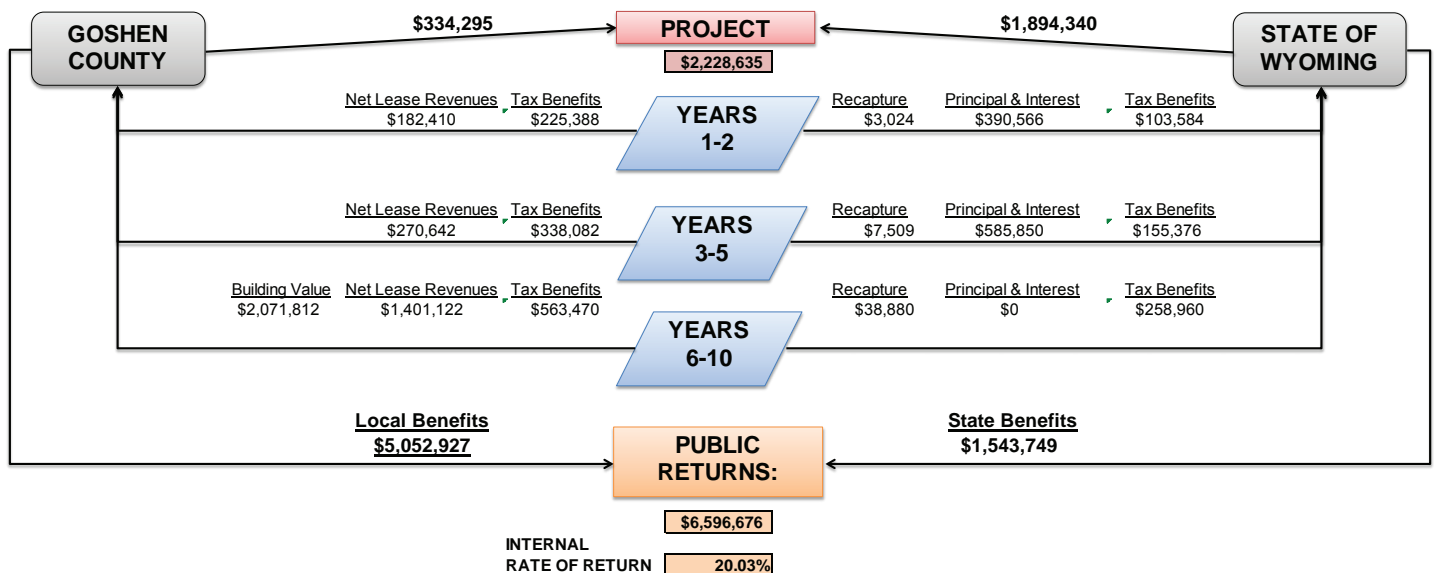 GOSHEN
COUNTY
$334,295
PROJECT
$2,228,635
$1,894,340
STATE OF
WYOMING
Net Lease Revenues Tax Benefits
$182,410 $225,388
YEARS
1-2
Recapture Principal & Interest Tax Benefits
$3,024 $390,566 $103,584
Net Lease Revenues Tax Benefits
$270,642 $338,082
YEARS
3-5
Recapture Principal & Interest Tax Benefits
$7,509 $585,850 $155,376
Building Value Net Lease Revenues Tax Benefits
$2,071,812 $1,401,122 $563,470
YEARS
6-10
Recapture Principal & Interest Tax Benefits
$38,880 $0 $258,960
Local Benefits
$5,052,927
PUBLIC
RETURNS:
State Benefits
$1,543,749
$6,596,676
INTERNAL
RATE OF RETURN 20.03%